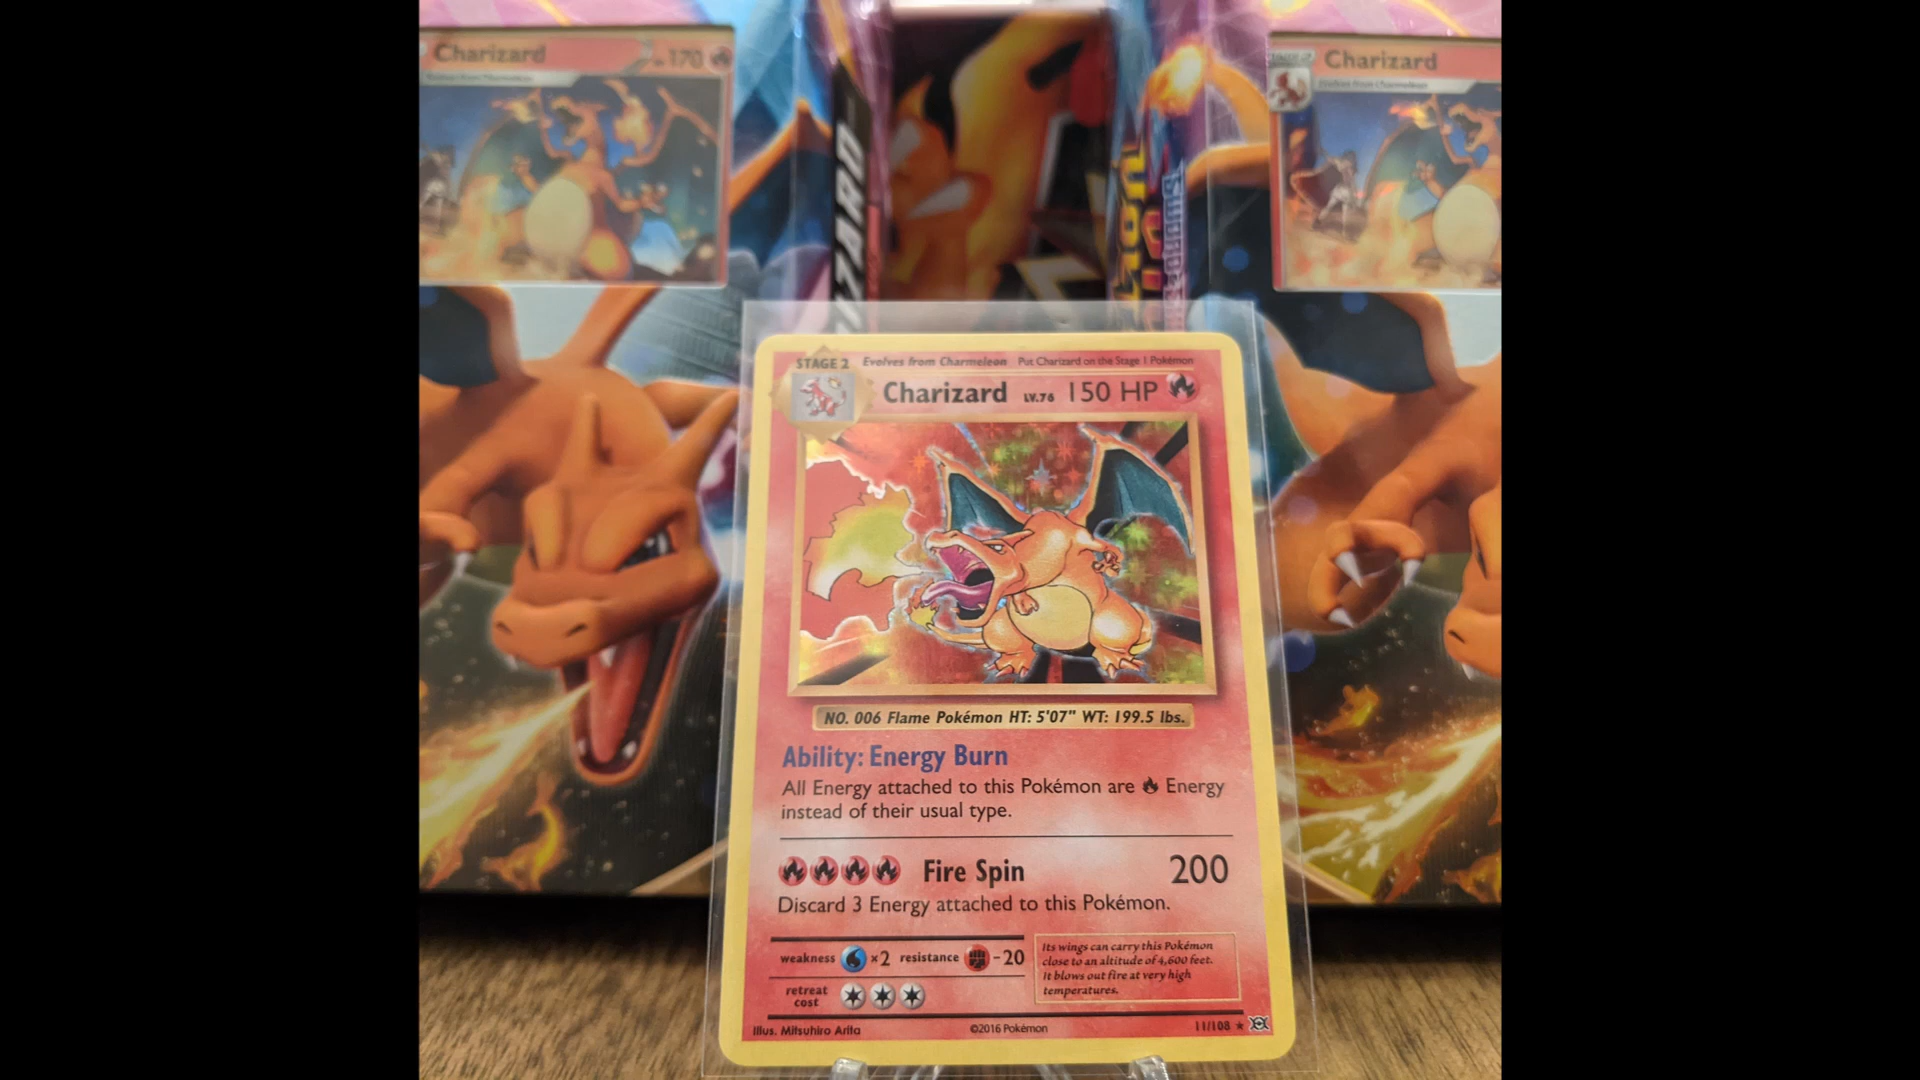 Charizard
170
Charizard
Evolves from Charmeleon
STAGE 2 Evolves from Charmeleon Put Charizard on the Stage 1 Pokémon
Charizard LV.76 150 HP
NO. 006 Flame Pokémon HT: 5'07" WT: 199.5 lbs.
Ability: Energy Burn
All Energy attached to this Pokémon are Energy
instead of their usual type.
Fire Spin 200
Discard 3 Energy attached to this Pokémon.
weakness ×2 resistance -20
retreat
cost
Its wings can carry this Pokémon
close to an altitude of 4,600 feet.
It blows out fire at very high
temperatures.
Illus. Mitsuhiro Arita ©2016 Pokémon 11/108